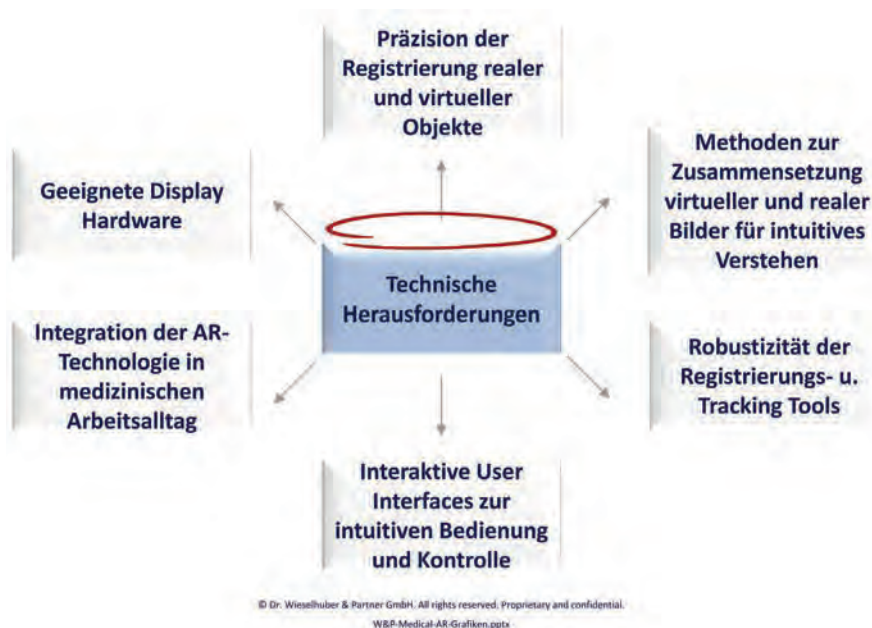 Präzision der
Registrierung realer
und virtueller
Objekte
Methoden zur
Zusammensetzung
virtueller und realer
Bilder für intuitives
Verstehen
Geeignete Display
Hardware
Technische
Herausforderungen
Integration der AR-
Technologie in
medizinischen
Arbeitsalltag
Robustizität der
Registrierungs- u.
Tracking Tools
Interaktive User
Interfaces zur
intuitiven Bedienung
und Kontrolle
© Dr. Wieselhuber & Partner GmbH. All rights reserved. Proprietary and confidential.
W&P-Medical-AR-Grafiken.pptx